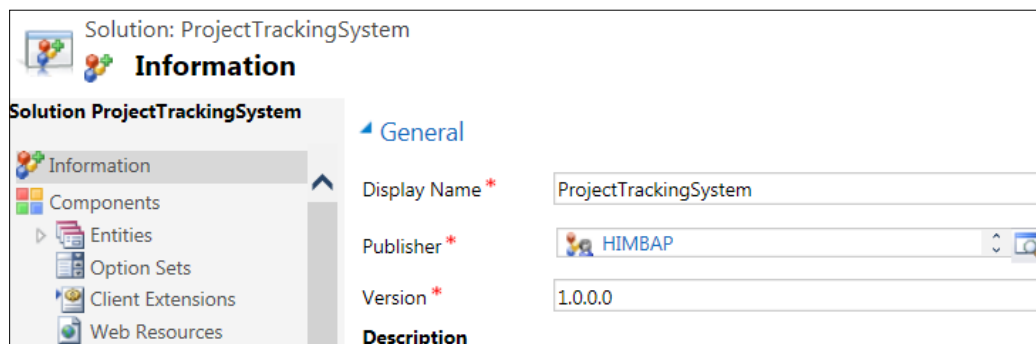 Solution: ProjectTrackingSystem
Information
Solution ProjectTrackingSystem
Information
Components
Entities
Option Sets
Client Extensions
Web Resources
General
Display Name*
ProjectTrackingSystem
Publisher*
HIMBAP
Version*
1.0.0.0
Description